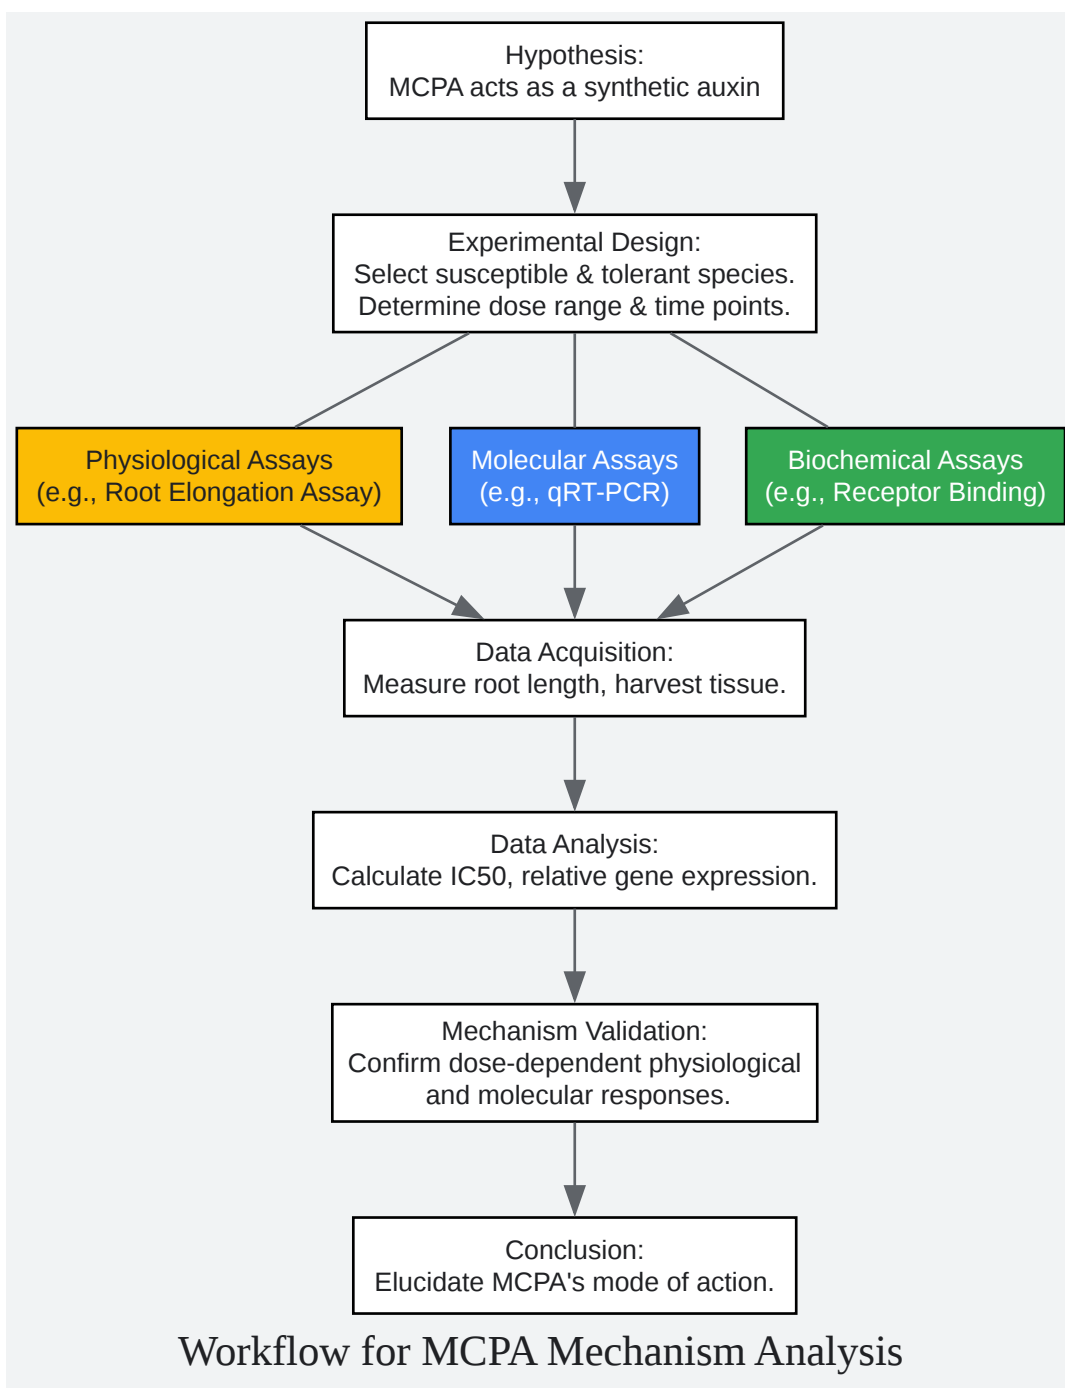 Hypothesis:
MCPA acts as a synthetic auxin
Experimental Design:
Select susceptible & tolerant species.
Determine dose range & time points.
Physiological Assays
(e.g., Root Elongation Assay)
Molecular Assays
(e.g., qRT-PCR)
Biochemical Assays
(e.g., Receptor Binding)
Data Acquisition:
Measure root length, harvest tissue.
Data Analysis:
Calculate IC50, relative gene expression.
Mechanism Validation:
Confirm dose-dependent physiological
and molecular responses.
Conclusion:
Elucidate MCPA's mode of action.
Workflow for MCPA Mechanism Analysis